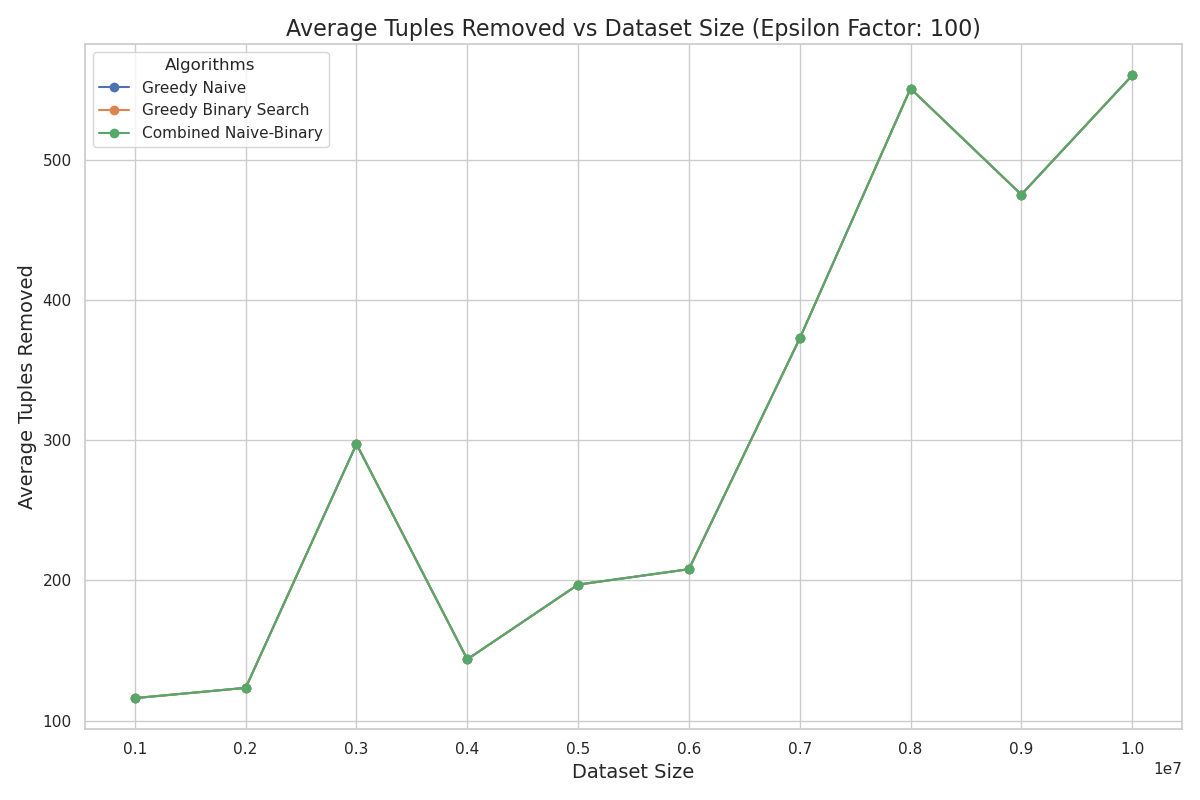 Average Tuples Removed vs Dataset Size (Epsilon Factor: 100)
Algorithms
Greedy Naive
Greedy Binary Search
Combined Naive-Binary
Average Tuples Removed
500
400
300
200
100
0.1 0.2 0.3 0.4 0.5 0.6 0.7 0.8 0.9 1.0
1e7
Dataset Size